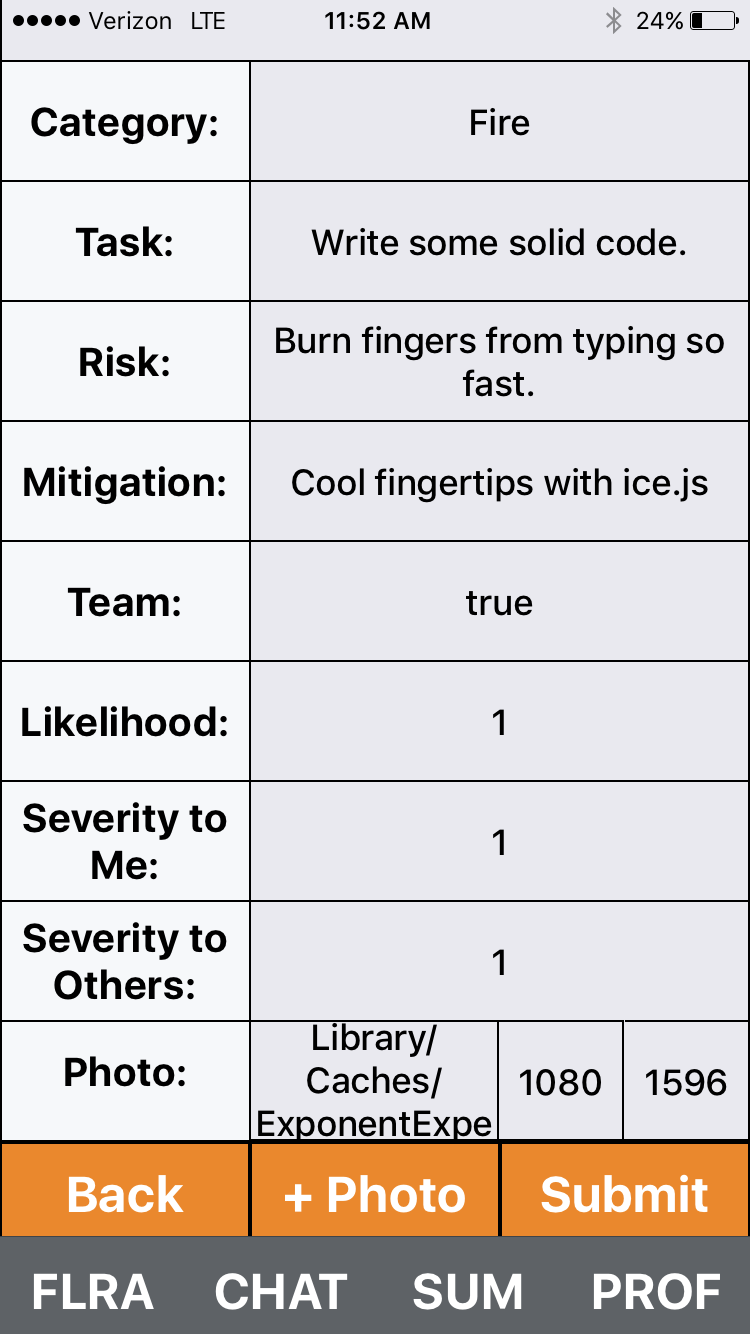 Verizon LTE 11:52 AM 24%
Category: Fire
Task: Write some solid code.
Risk: Burn fingers from typing so
fast.
Mitigation: Cool fingertips with ice.js
Team: true
Likelihood: 1
Severity to
Me: 1
Severity to
Others: 1
Photo: Library/
Caches/
ExponentExpe 1080 1596
Back + Photo Submit
FLRA CHAT SUM PROF